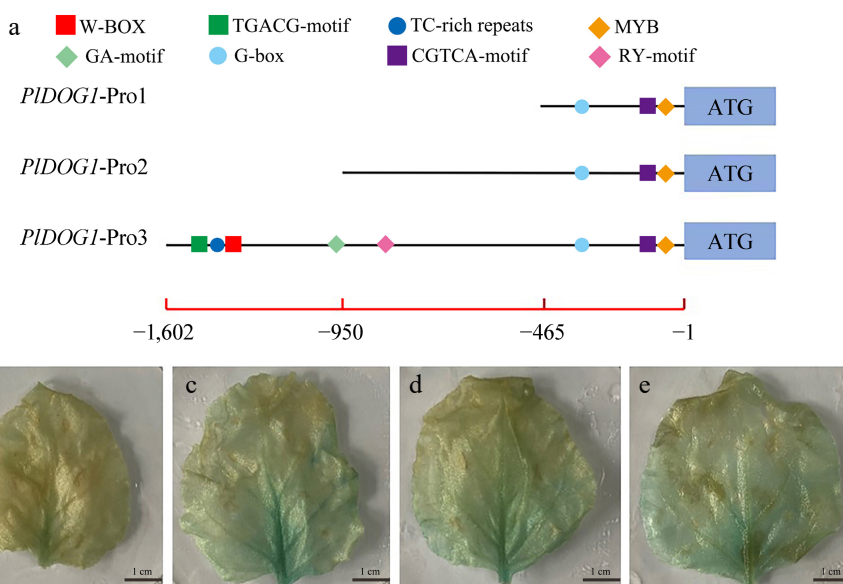 a
W-BOX TGACG-motif TC-rich repeats MYB
GA-motif G-box CGTCA-motif RY-motif
PlDOG1-Pro1 ATG
PlDOG1-Pro2 ATG
PlDOG1-Pro3 ATG
−1,602 −950 −465 −1
c d e
1 cm 1 cm 1 cm 1 cm